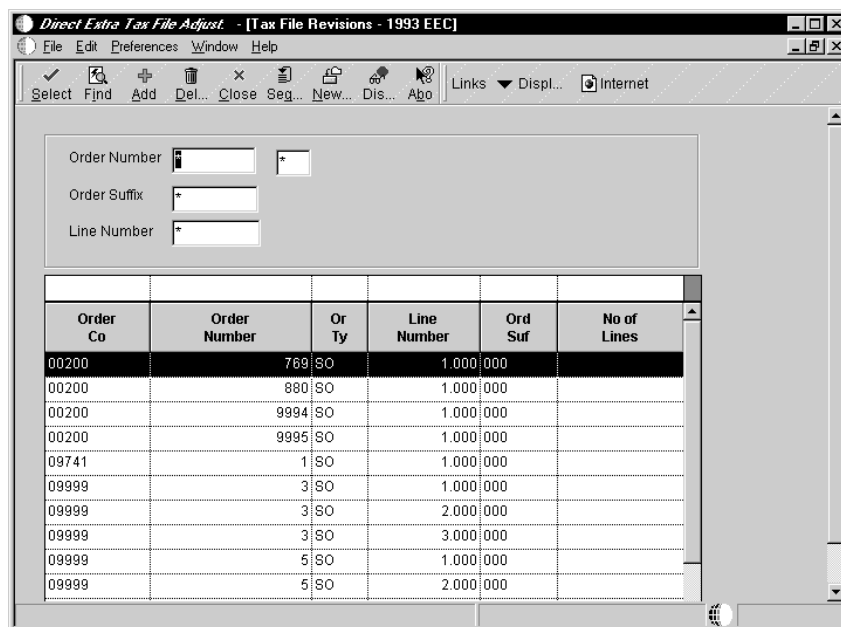 Direct Extra Tax File Adjust. - [Tax File Revisions - 1993 EEC]
File Edit Preferences Window Help
Select Find Add Del... Close Seq... New... Dis... Abo Links Displ... Internet
Order Number * *
Order Suffix *
Line Number *
Order Co Order Number Or Ty Line Number Ord Suf No of Lines
00200 769 SO 1.000 000
00200 880 SO 1.000 000
00200 9994 SO 1.000 000
00200 9995 SO 1.000 000
09741 1 SO 1.000 000
09999 3 SO 1.000 000
09999 3 SO 2.000 000
09999 3 SO 3.000 000
09999 5 SO 1.000 000
09999 5 SO 2.000 000